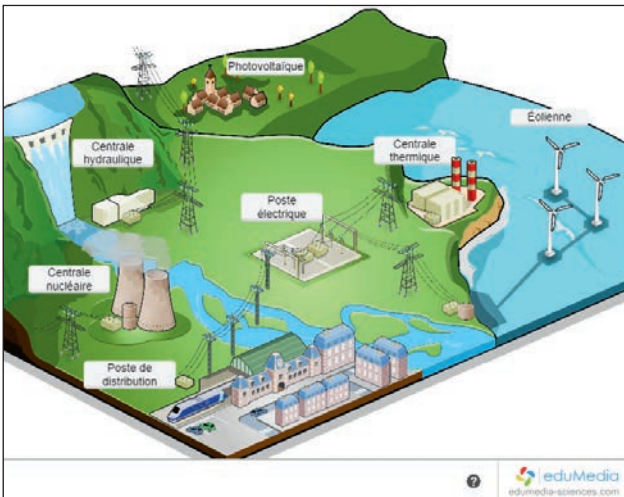 Photovoltaïque
Éolienne
Centrale
hydraulique
Centrale
thermique
Poste
électrique
Centrale
nucléaire
Poste de
distribution
?
eduMedia
edumedia-sciences.com